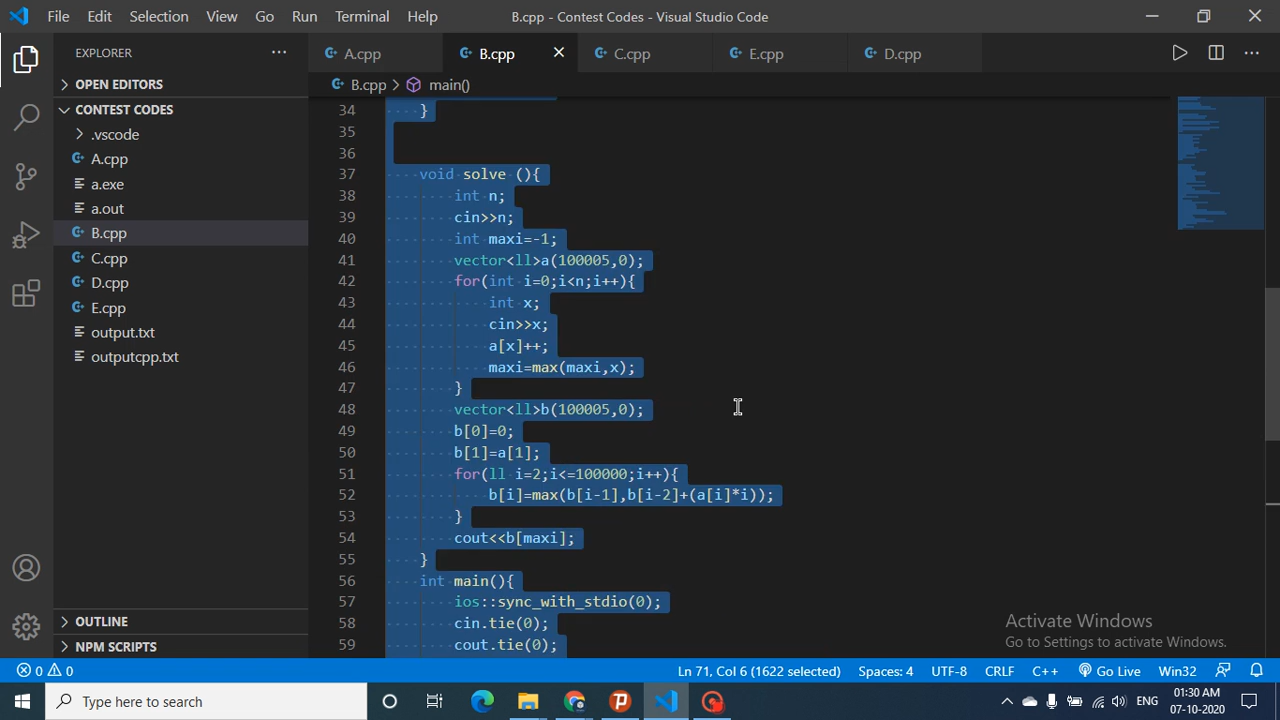 File Edit Selection View Go Run Terminal Help B.cpp - Contest Codes - Visual Studio Code
EXPLORER
A.cpp B.cpp C.cpp E.cpp D.cpp
OPEN EDITORS
B.cpp main()
CONTEST CODES
.vscode
A.cpp
a.exe
a.out
B.cpp
C.cpp
D.cpp
E.cpp
output.txt
outputcpp.txt
OUTLINE
NPM SCRIPTS
34 }
35
36
37 void solve (){
38 int n;
39 cin>>n;
40 int maxi=-1;
41 vector<ll>a(100005,0);
42 for(int i=0;i<n;i++){
43 int x;
44 cin>>x;
45 a[x]++;
46 maxi=max(maxi,x);
47 }
48 vector<ll>b(100005,0);
49 b[0]=0;
50 b[1]=a[1];
51 for(ll i=2;i<=100000;i++){
52 b[i]=max(b[i-1],b[i-2]+(a[i]*i));
53 }
54 cout<<b[maxi];
55 }
56 int main(){
57 ios::sync_with_stdio(0);
58 cin.tie(0);
59 cout.tie(0);
Activate Windows
Go to Settings to activate Windows.
0 0 Ln 71, Col 6 (1622 selected) Spaces: 4 UTF-8 CRLF C++ Go Live Win32
Type here to search
ENG
01:30 AM
07-10-2020